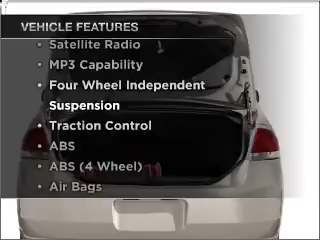 VEHICLE FEATURES
• Satellite Radio
• MP3 Capability
• Four Wheel Independent
Suspension
• Traction Control
• ABS
• ABS (4 Wheel)
• Air Bags